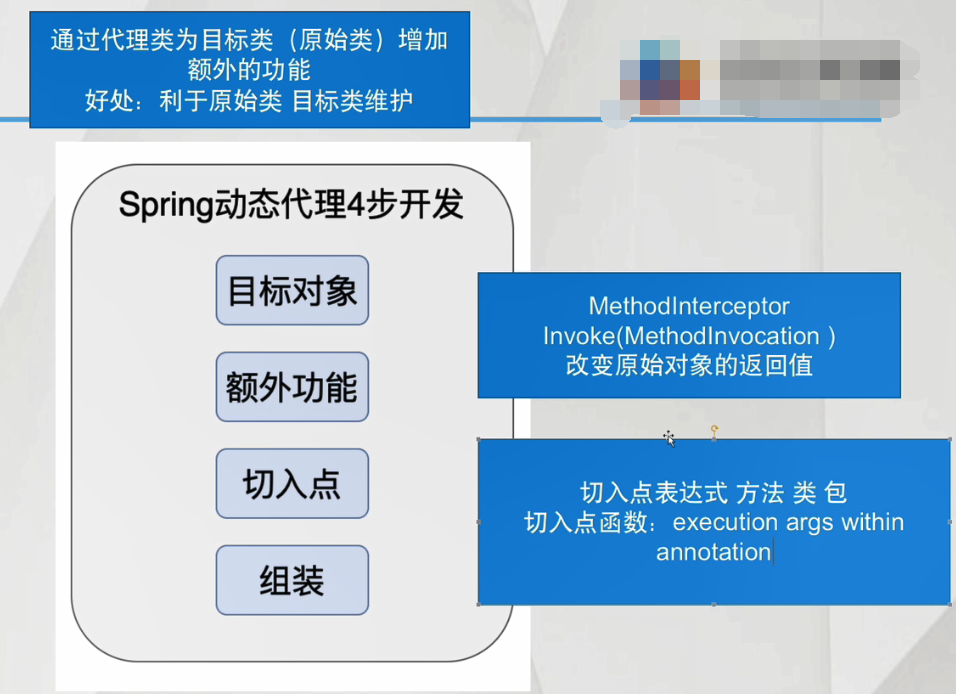 通过代理类为目标类（原始类）增加
额外的功能
好处：利于原始类 目标类维护
Spring动态代理4步开发
目标对象
额外功能
切入点
组装
MethodInterceptor
Invoke(MethodInvocation )
改变原始对象的返回值
切入点表达式 方法 类 包
切入点函数：execution args within
annotation